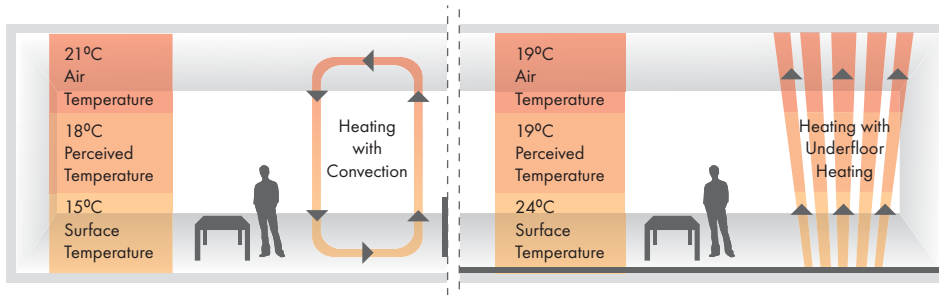 21ºC
Air
Temperature
18ºC
Perceived
Temperature
15ºC
Surface
Temperature
Heating
with
Convection
19ºC
Air
Temperature
19ºC
Perceived
Temperature
24ºC
Surface
Temperature
Heating with
Underfloor
Heating